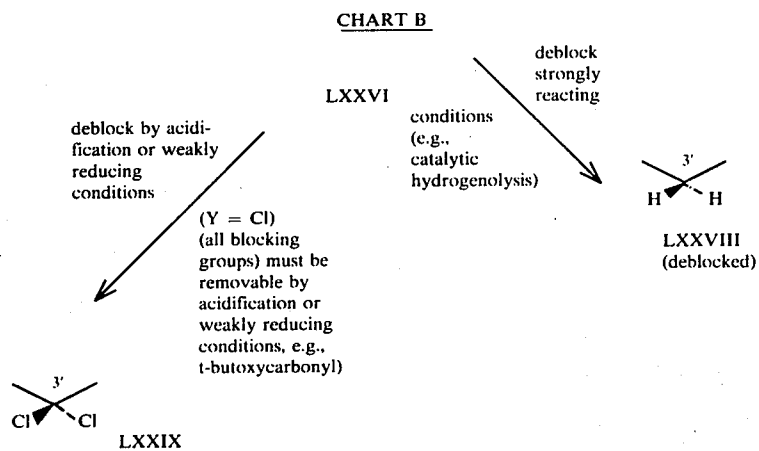 CHART B
deblock
strongly
reacting
LXXVI
conditions
(e.g.,
catalytic
hydrogenolysis)
deblock by acidi-
fication or weakly
reducing
conditions
3'
H H
LXXVIII
(deblocked)
(Y = Cl)
(all blocking
groups) must be
removable by
acidification or
weakly reducing
conditions, e.g.,
t-butoxycarbonyl)
3'
Cl Cl
LXXIX